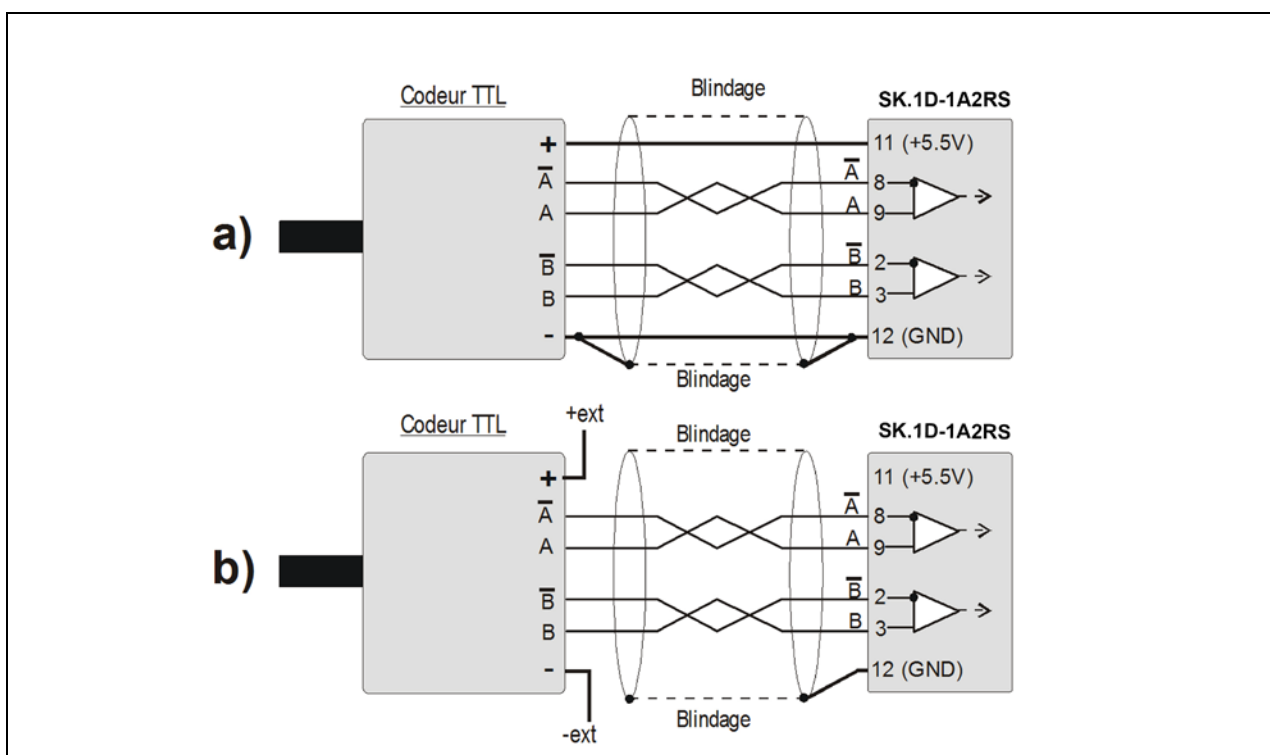 Codeur TTL
Blindage
SK.1D-1A2RS
a)
+
A̅
A
B̅
B
-
A̅
A
B̅
B
11 (+5.5V)
8
9
2
3
12 (GND)
Blindage
+ext
Codeur TTL
Blindage
SK.1D-1A2RS
b)
+
A̅
A
B̅
B
-
A̅
A
B̅
B
11 (+5.5V)
8
9
2
3
12 (GND)
Blindage
-ext